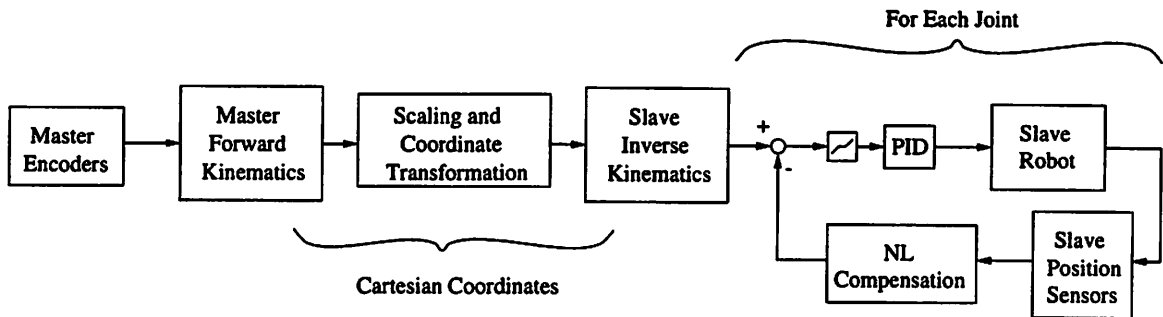 For Each Joint
Master
Encoders
Master
Forward
Kinematics
Scaling and
Coordinate
Transformation
Slave
Inverse
Kinematics
+
-
PID
Slave
Robot
NL
Compensation
Slave
Position
Sensors
Cartesian Coordinates